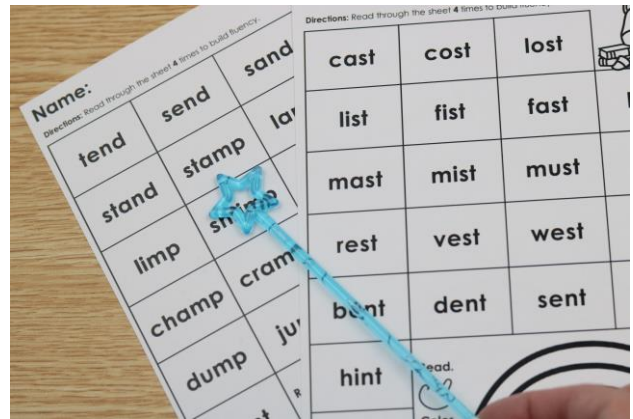 Name:
Directions: Read through the sheet 4 times to build fluency.
tend send sand
stand stamp
limp shrimp
champ cram
dump
Directions: Read through the sheet 4 times to build fluency.
cast cost lost
list fist fast
mast mist must
rest vest west
dent sent
hint